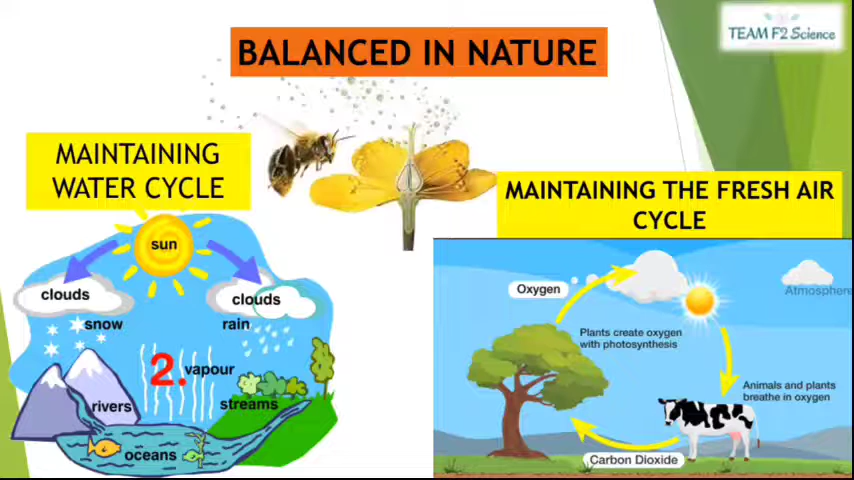 TEAM F2 Science
BALANCED IN NATURE
MAINTAINING
WATER CYCLE
sun
clouds
clouds
snow
rain
2.
vapour
rivers
streams
oceans
MAINTAINING THE FRESH AIR
CYCLE
Oxygen
Atmosphere
Plants create oxygen
with photosynthesis
Animals and plants
breathe in oxygen
Carbon Dioxide